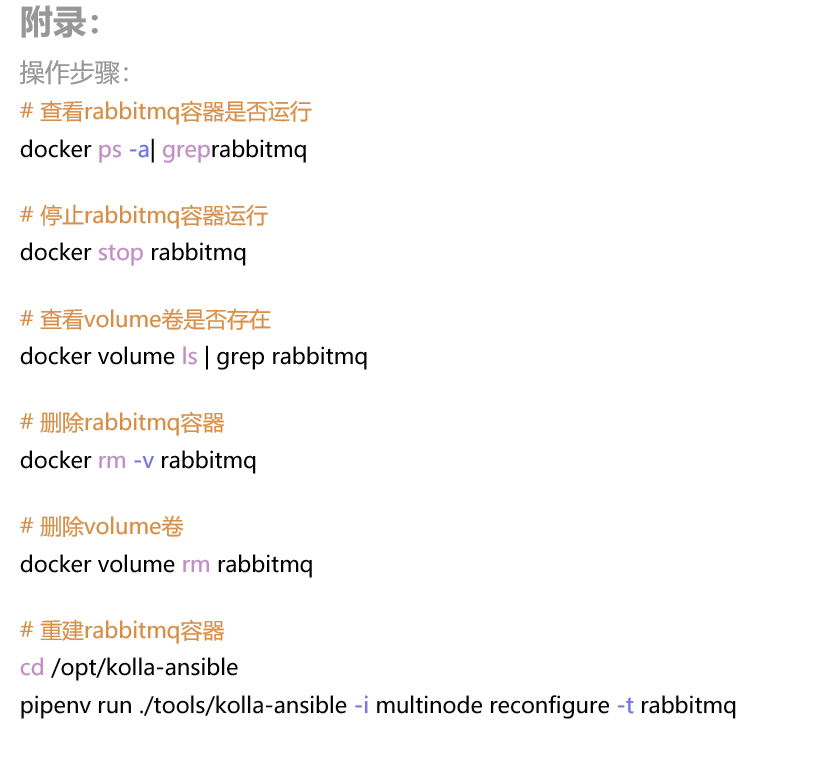 附录：
操作步骤：
# 查看rabbitmq容器是否运行
docker ps -a| greprabbitmq
# 停止rabbitmq容器运行
docker stop rabbitmq
# 查看volume卷是否存在
docker volume ls | grep rabbitmq
# 删除rabbitmq容器
docker rm -v rabbitmq
# 删除volume卷
docker volume rm rabbitmq
# 重建rabbitmq容器
cd /opt/kolla-ansible
pipenv run ./tools/kolla-ansible -i multinode reconfigure -t rabbitmq